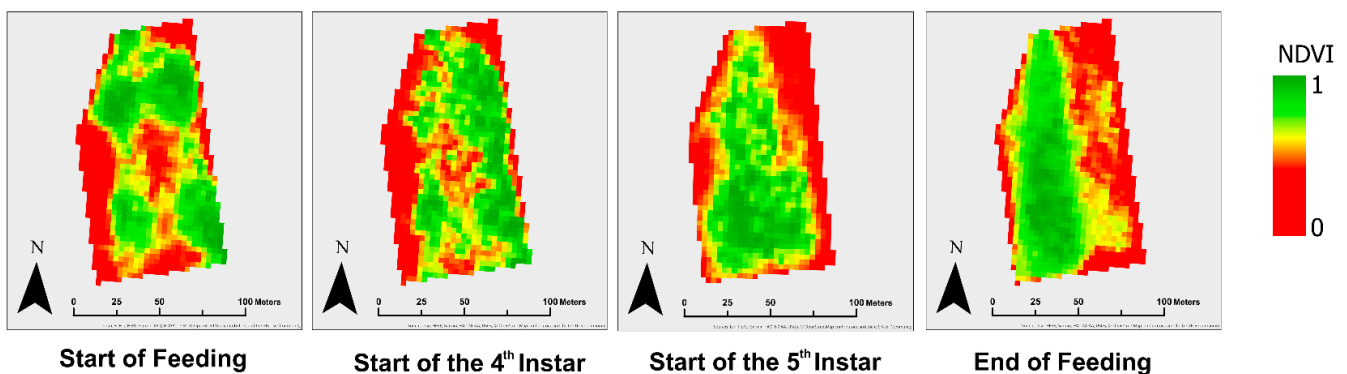 N
0 25 50 100 Meters
Start of Feeding
N
0 25 50 100 Meters
Start of the 4th Instar
N
0 25 50 100 Meters
Start of the 5th Instar
N
0 25 50 100 Meters
End of Feeding
NDVI
1
0